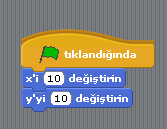 tıklandığında
x'i 10 değiştirin
y'yi 10 değiştirin